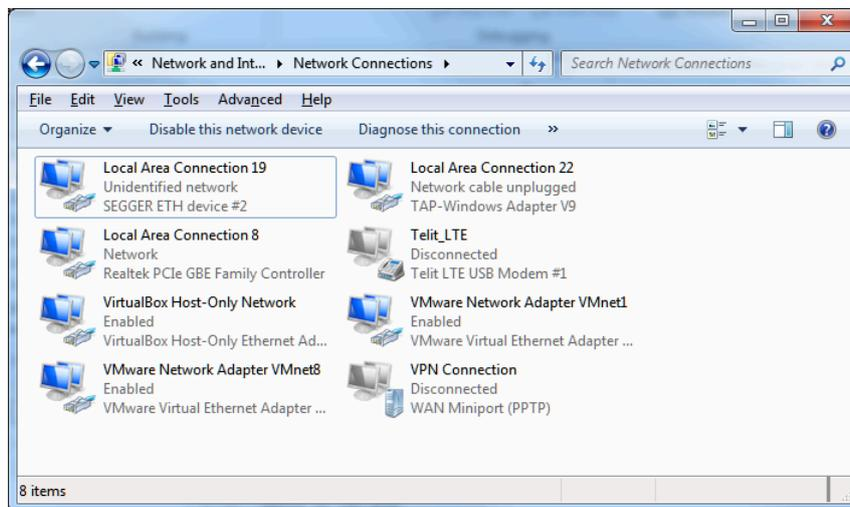 « Network and Int... ▸ Network Connections ▸
Search Network Connections
File Edit View Tools Advanced Help
Organize Disable this network device Diagnose this connection »
Local Area Connection 19
Unidentified network
SEGGER ETH device #2
Local Area Connection 22
Network cable unplugged
TAP-Windows Adapter V9
Local Area Connection 8
Network
Realtek PCIe GBE Family Controller
Telit_LTE
Disconnected
Telit LTE USB Modem #1
VirtualBox Host-Only Network
Enabled
VirtualBox Host-Only Ethernet Ad...
VMware Network Adapter VMnet1
Enabled
VMware Virtual Ethernet Adapter ...
VMware Network Adapter VMnet8
Enabled
VMware Virtual Ethernet Adapter ...
VPN Connection
Disconnected
WAN Miniport (PPTP)
8 items